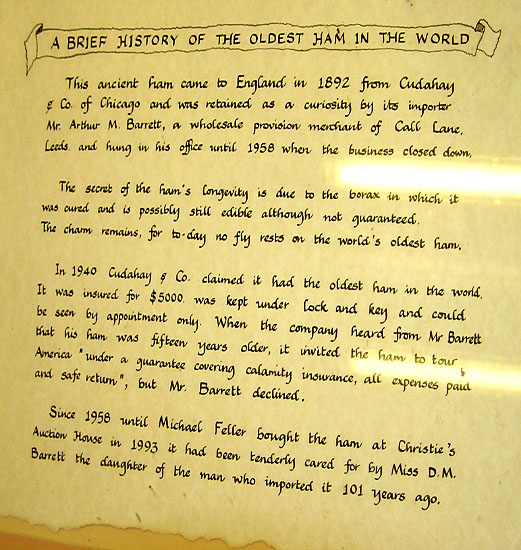 A BRIEF HISTORY OF THE OLDEST HAM IN THE WORLD
This ancient ham came to England in 1892 from Cudahay
& Co. of Chicago and was retained as a curiosity by its importer
Mr. Arthur M. Barrett, a wholesale provision merchant of Call Lane,
Leeds. and hung in his office until 1958 when the business closed down.
The secret of the ham's longevity is due to the borax in which it
was cured and is possibly still edible although not guaranteed.
The charm remains, for to-day no fly rests on the world's oldest ham.
In 1940 Cudahay & Co. claimed it had the oldest ham in the world.
It was insured for $5000. was kept under lock and key and could
be seen by appointment only. When the company heard from Mr Barrett
that his ham was fifteen years older, it invited the ham to tour
America "under a guarantee covering calamity insurance, all expenses paid
and safe return", but Mr. Barrett declined.
Since 1958 until Michael Feller bought the ham at Christie's
Auction House in 1993 it had been tenderly cared for by Miss D.M.
Barrett the daughter of the man who imported it 101 years ago.